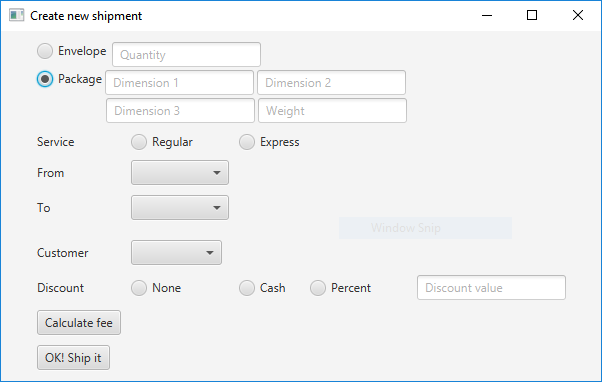 Create new shipment
Envelope Quantity
Package Dimension 1 Dimension 2
Dimension 3 Weight
Service Regular Express
From
To
Window Snip
Customer
Discount None Cash Percent Discount value
Calculate fee
OK! Ship it